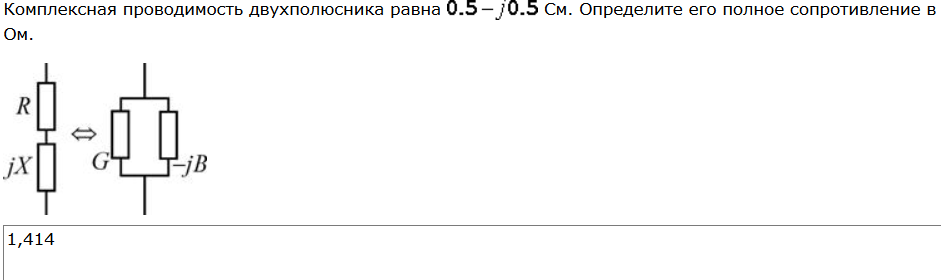 Комплексная проводимость двухполюсника равна 0.5−j0.5 См. Определите его полное сопротивление в
Ом.
R
jX
⇔
G
−jB
1,414